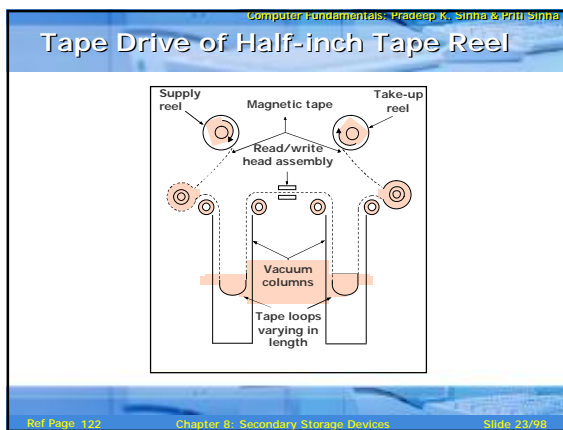 Computer Fundamentals: Pradeep K. Sinha & Priti Sinha
Tape Drive of Half-inch Tape Reel
Supply
reel
Magnetic tape
Take-up
reel
Read/write
head assembly
Vacuum
columns
Tape loops
varying in
length
Ref Page 122
Chapter 8: Secondary Storage Devices
Slide 23/98